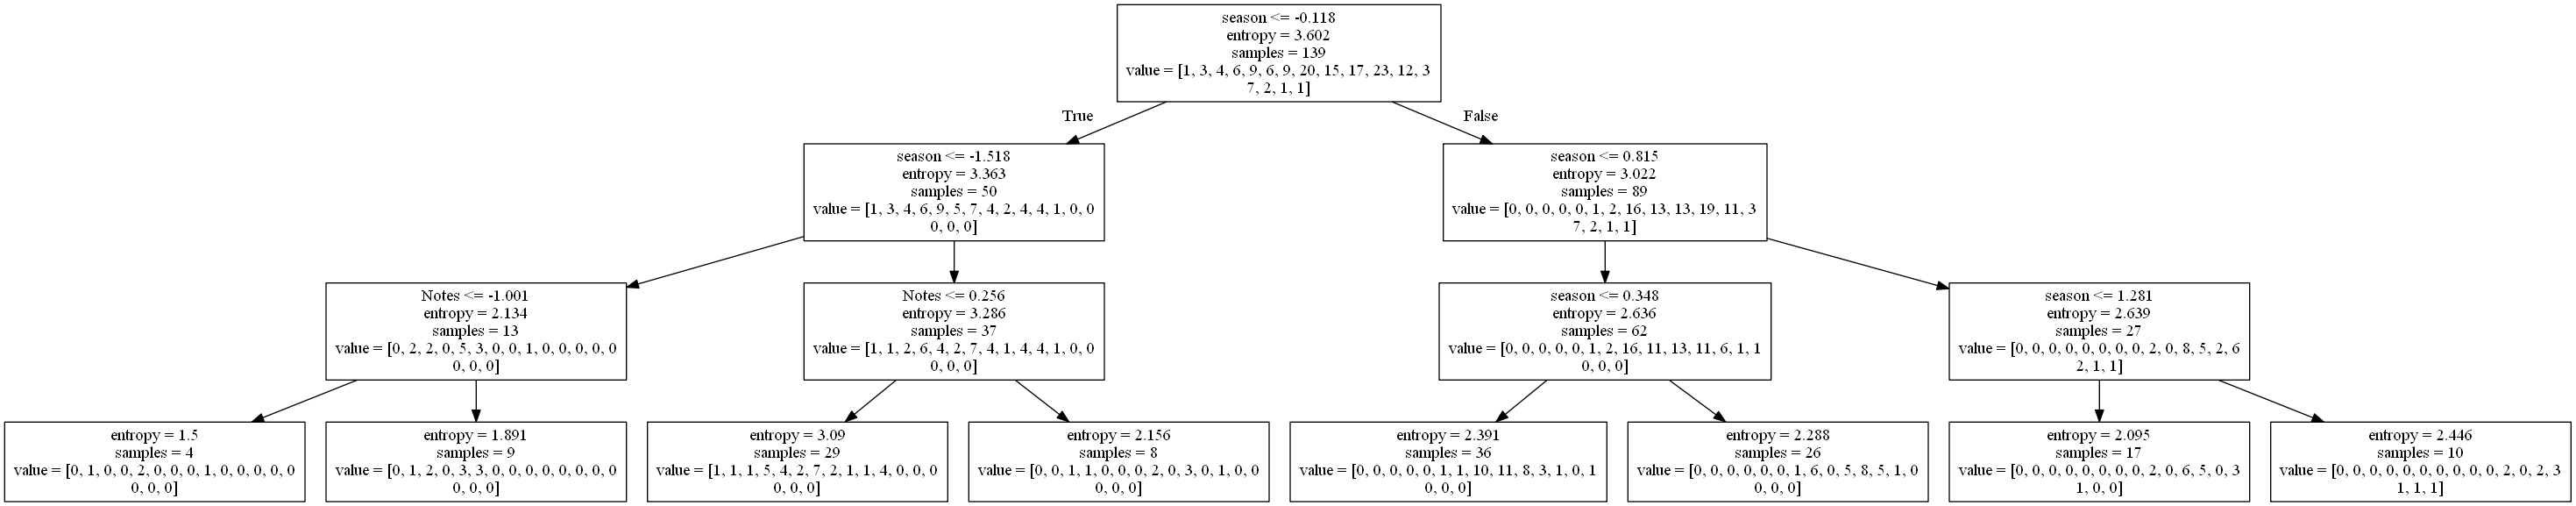 season <= -0.118
entropy = 3.602
samples = 139
value = [1, 3, 4, 6, 9, 6, 9, 20, 15, 17, 23, 12, 3
7, 2, 1, 1]
True
False
season <= -1.518
entropy = 3.363
samples = 50
value = [1, 3, 4, 6, 9, 5, 7, 4, 2, 4, 4, 1, 0, 0
0, 0, 0]
season <= 0.815
entropy = 3.022
samples = 89
value = [0, 0, 0, 0, 0, 1, 2, 16, 13, 13, 19, 11, 3
7, 2, 1, 1]
Notes <= -1.001
entropy = 2.134
samples = 13
value = [0, 2, 2, 0, 5, 3, 0, 0, 1, 0, 0, 0, 0, 0
0, 0, 0]
Notes <= 0.256
entropy = 3.286
samples = 37
value = [1, 1, 2, 6, 4, 2, 7, 4, 1, 4, 4, 1, 0, 0
0, 0, 0]
season <= 0.348
entropy = 2.636
samples = 62
value = [0, 0, 0, 0, 0, 1, 2, 16, 11, 13, 11, 6, 1, 1
0, 0, 0]
season <= 1.281
entropy = 2.639
samples = 27
value = [0, 0, 0, 0, 0, 0, 0, 0, 2, 0, 8, 5, 2, 6
2, 1, 1]
entropy = 1.5
samples = 4
value = [0, 1, 0, 0, 2, 0, 0, 0, 1, 0, 0, 0, 0, 0
0, 0, 0]
entropy = 1.891
samples = 9
value = [0, 1, 2, 0, 3, 3, 0, 0, 0, 0, 0, 0, 0, 0
0, 0, 0]
entropy = 3.09
samples = 29
value = [1, 1, 1, 5, 4, 2, 7, 2, 1, 1, 4, 0, 0, 0
0, 0, 0]
entropy = 2.156
samples = 8
value = [0, 0, 1, 1, 0, 0, 0, 2, 0, 3, 0, 1, 0, 0
0, 0, 0]
entropy = 2.391
samples = 36
value = [0, 0, 0, 0, 0, 1, 1, 10, 11, 8, 3, 1, 0, 1
0, 0, 0]
entropy = 2.288
samples = 26
value = [0, 0, 0, 0, 0, 0, 1, 6, 0, 5, 8, 5, 1, 0
0, 0, 0]
entropy = 2.095
samples = 17
value = [0, 0, 0, 0, 0, 0, 0, 0, 2, 0, 6, 5, 0, 3
1, 0, 0]
entropy = 2.446
samples = 10
value = [0, 0, 0, 0, 0, 0, 0, 0, 0, 0, 2, 0, 2, 3
1, 1, 1]